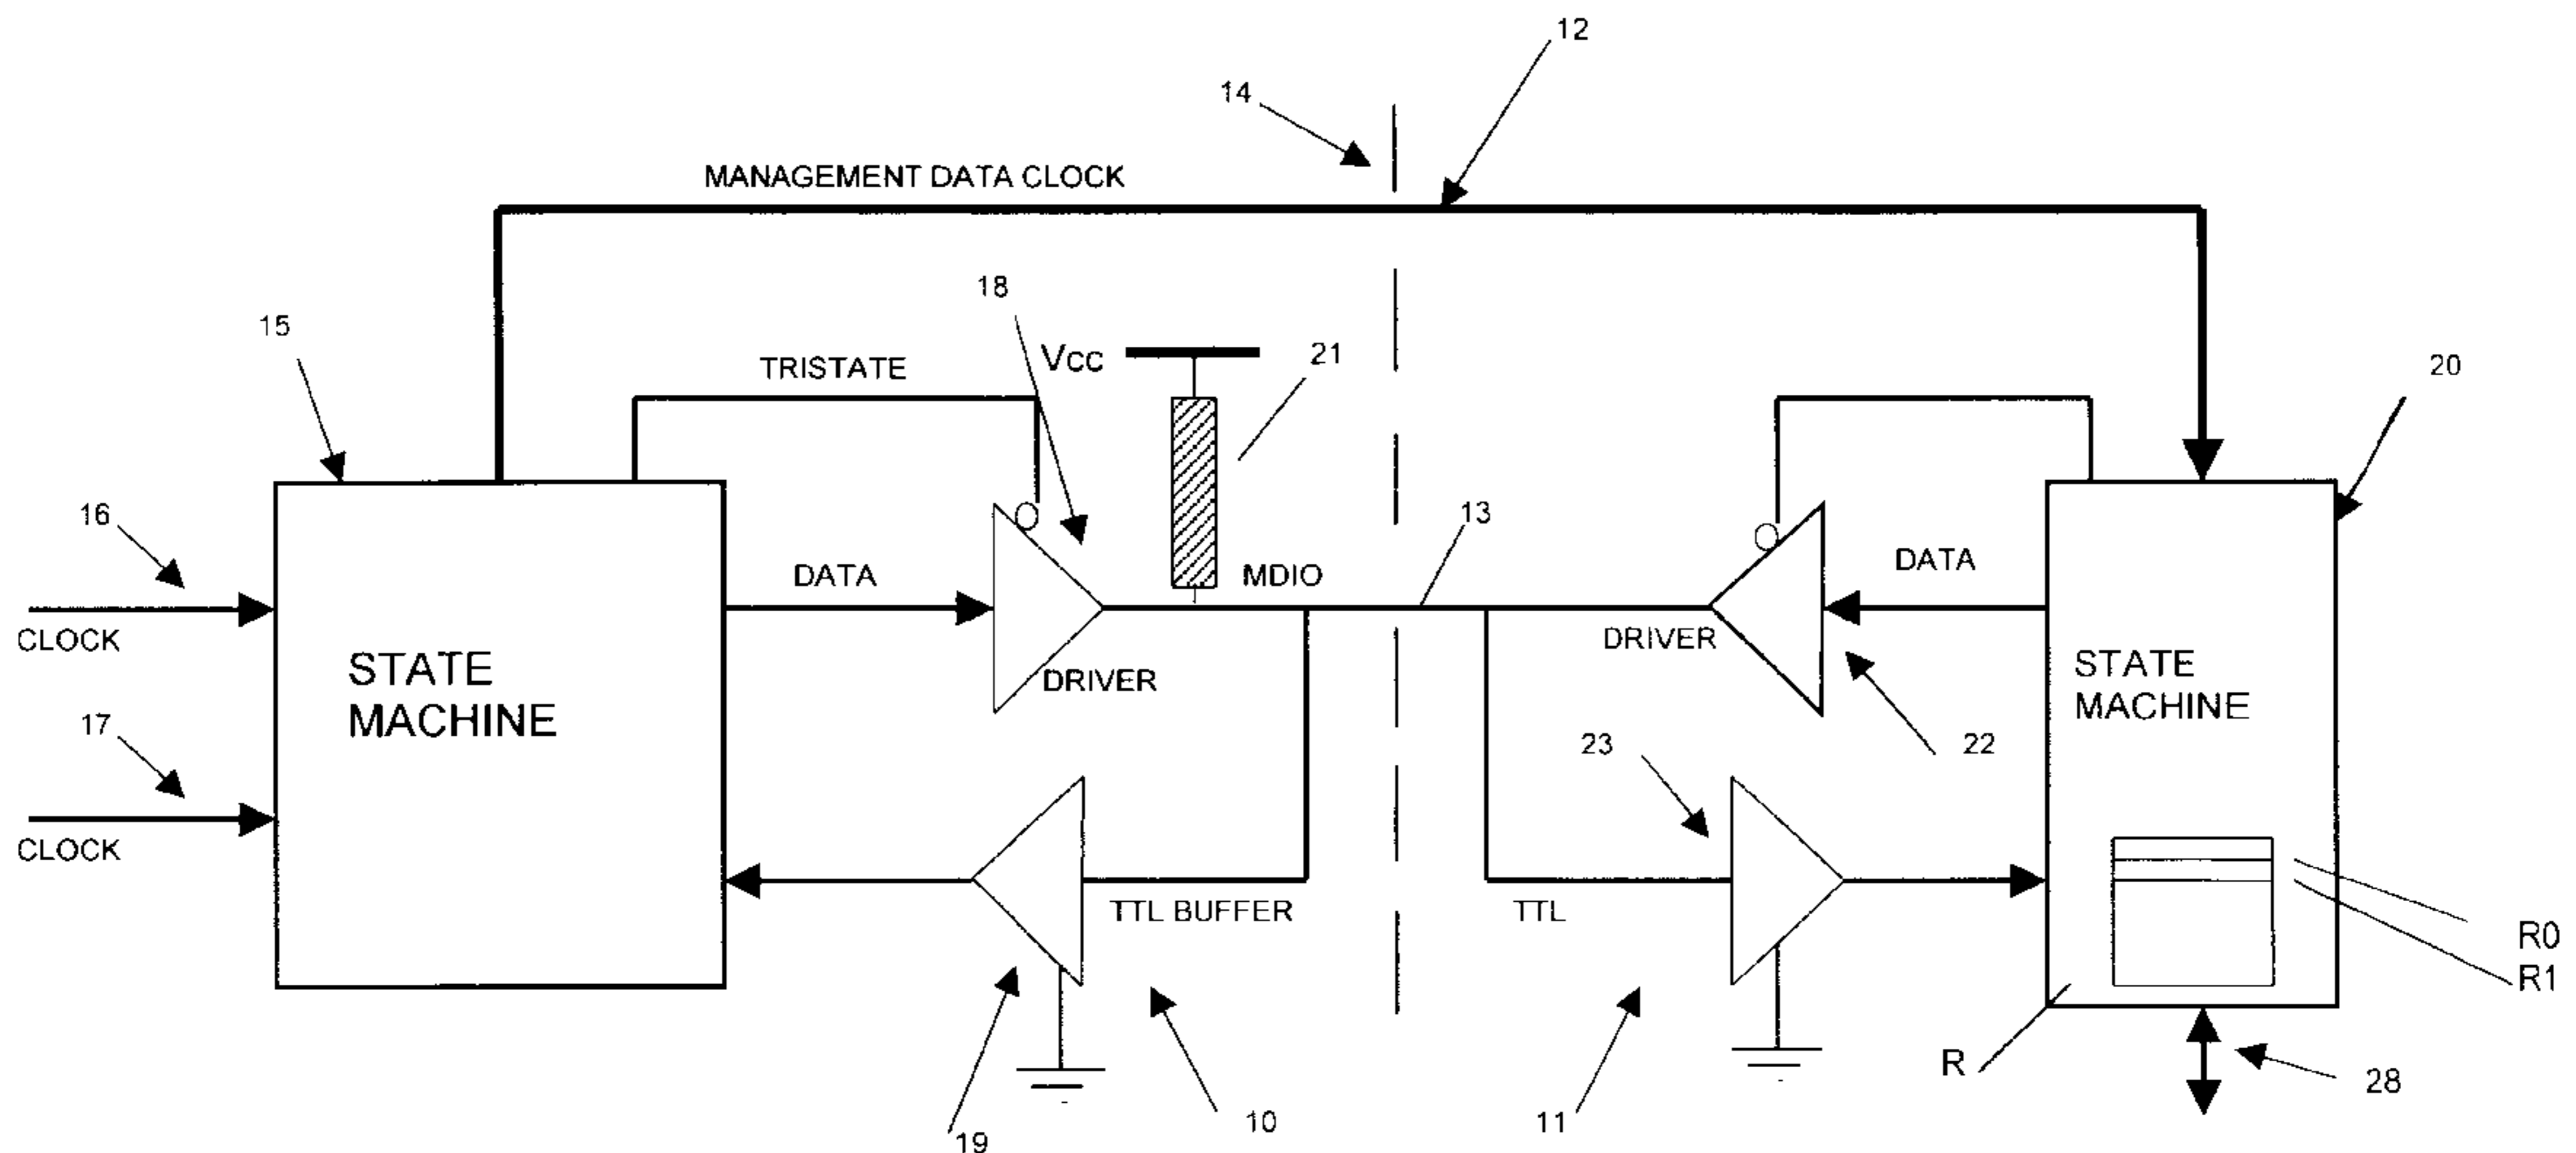 12
14
MANAGEMENT DATA CLOCK
18
15
VCC
21
TRISTATE
20
16
13
DATA
MDIO
DATA
CLOCK
DRIVER
STATE
MACHINE
DRIVER
STATE
MACHINE
17
23
22
CLOCK
TTL BUFFER
TTL
R0
R1
R
28
19
10
11